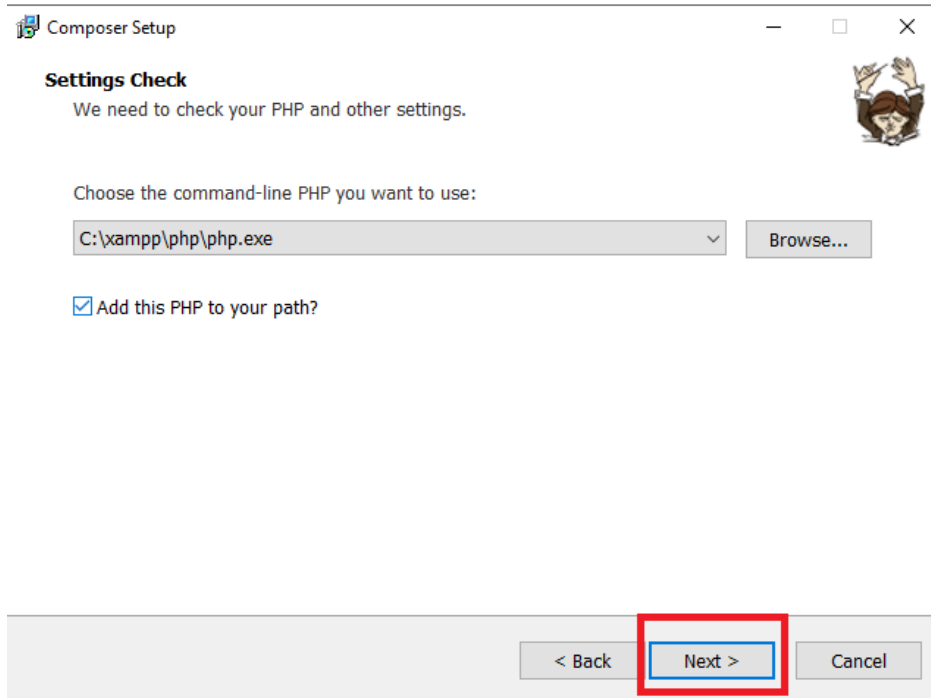 Composer Setup
Settings Check
We need to check your PHP and other settings.
Choose the command-line PHP you want to use:
C:\xampp\php\php.exe
Browse...
Add this PHP to your path?
< Back
Next >
Cancel